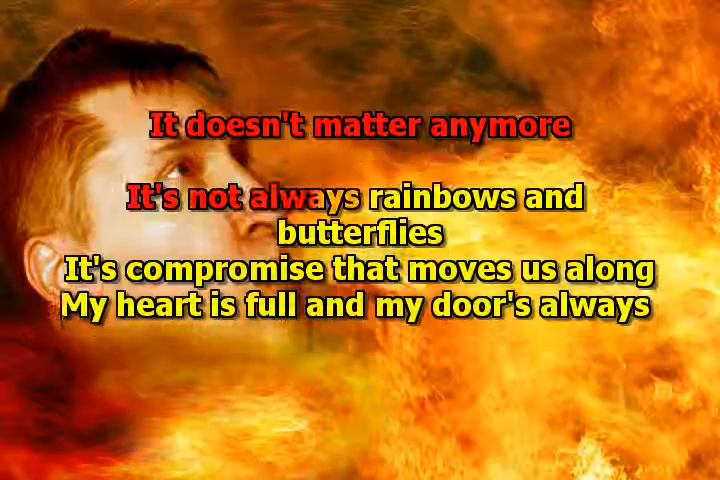 It doesn't matter anymore
It's not always rainbows and
butterflies
It's compromise that moves us along
My heart is full and my door's always